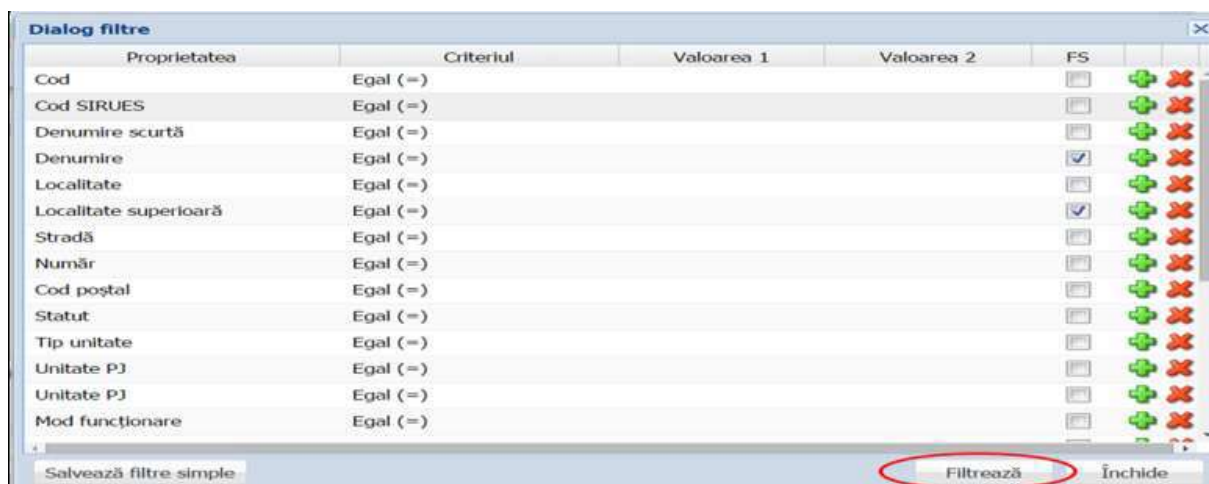 Dialog filtre
Proprietatea Criteriul Valoarea 1 Valoarea 2 FS
Cod Egal (=)
Cod SIRUES Egal (=)
Denumire scurtă Egal (=)
Denumire Egal (=)
Localitate Egal (=)
Localitate superioară Egal (=)
Stradă Egal (=)
Număr Egal (=)
Cod poștal Egal (=)
Statut Egal (=)
Tip unitate Egal (=)
Unitate PJ Egal (=)
Unitate PJ Egal (=)
Mod funcționare Egal (=)
Salvează filtre simple Filtrează Închide